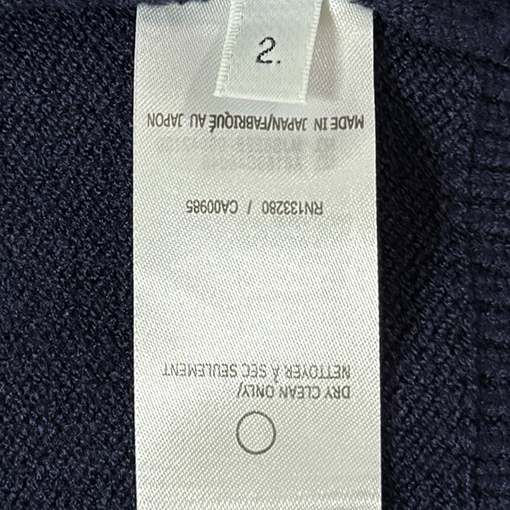 2.
DRY CLEAN ONLY/
NETTOYER À SEC SEULEMENT
RN133280 / CA00985
MADE IN JAPAN/FABRIQUÉ AU JAPON